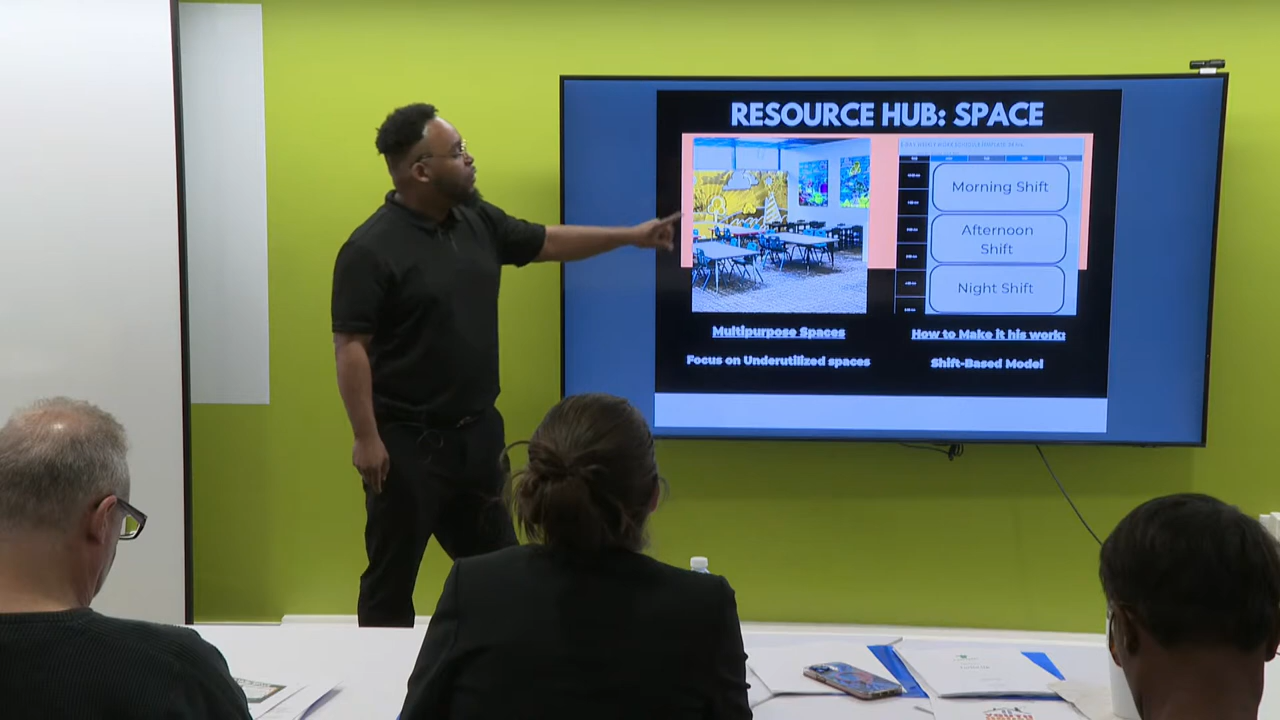 RESOURCE HUB: SPACE
Morning Shift
Afternoon
Shift
Night Shift
Multipurpose Spaces
How to Make it his work:
Focus on Underutilized spaces
Shift-Based Model